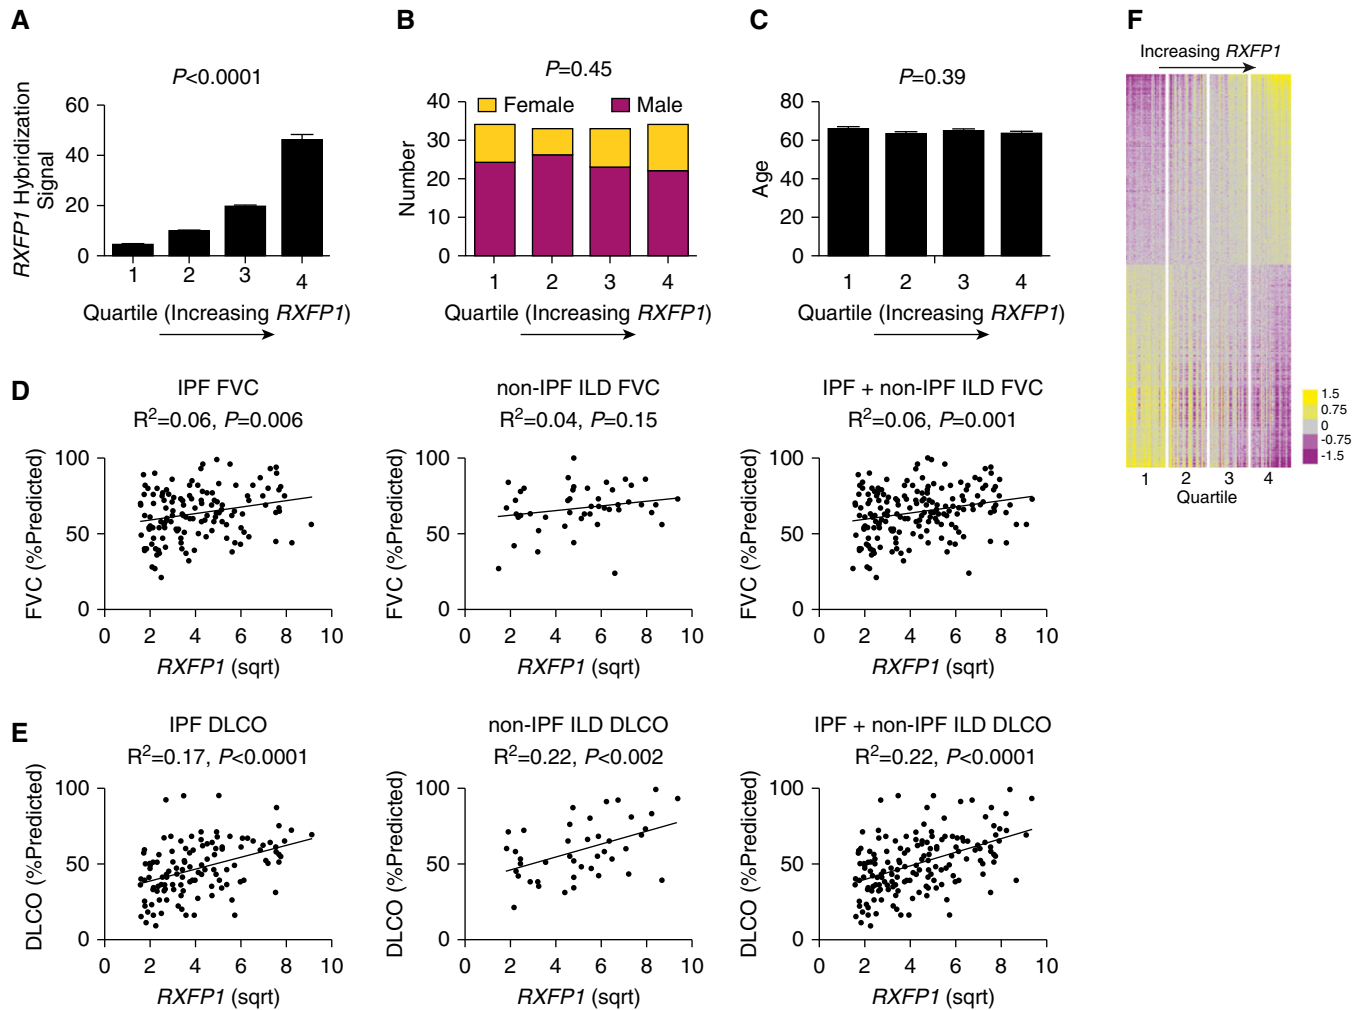 A
P<0.0001
RXFP1 Hybridization
Signal
60
40
20
0
1 2 3 4
Quartile (Increasing RXFP1)
B
P=0.45
Female Male
Number
40
30
20
10
0
1 2 3 4
Quartile (Increasing RXFP1)
C
P=0.39
Age
80
60
40
20
0
1 2 3 4
Quartile (Increasing RXFP1)
F
Increasing RXFP1
1.5
0.75
0
-0.75
-1.5
1 2 3 4
Quartile
D
IPF FVC
R²=0.06, P=0.006
FVC (%Predicted)
100
50
0
0 2 4 6 8 10
RXFP1 (sqrt)
non-IPF ILD FVC
R²=0.04, P=0.15
FVC (%Predicted)
100
50
0
0 2 4 6 8 10
RXFP1 (sqrt)
IPF + non-IPF ILD FVC
R²=0.06, P=0.001
FVC (%Predicted)
100
50
0
0 2 4 6 8 10
RXFP1 (sqrt)
E
IPF DLCO
R²=0.17, P<0.0001
DLCO (%Predicted)
100
50
0
0 2 4 6 8 10
RXFP1 (sqrt)
non-IPF ILD DLCO
R²=0.22, P<0.002
DLCO (%Predicted)
100
50
0
0 2 4 6 8 10
RXFP1 (sqrt)
IPF + non-IPF ILD DLCO
R²=0.22, P<0.0001
DLCO (%Predicted)
100
50
0
0 2 4 6 8 10
RXFP1 (sqrt)